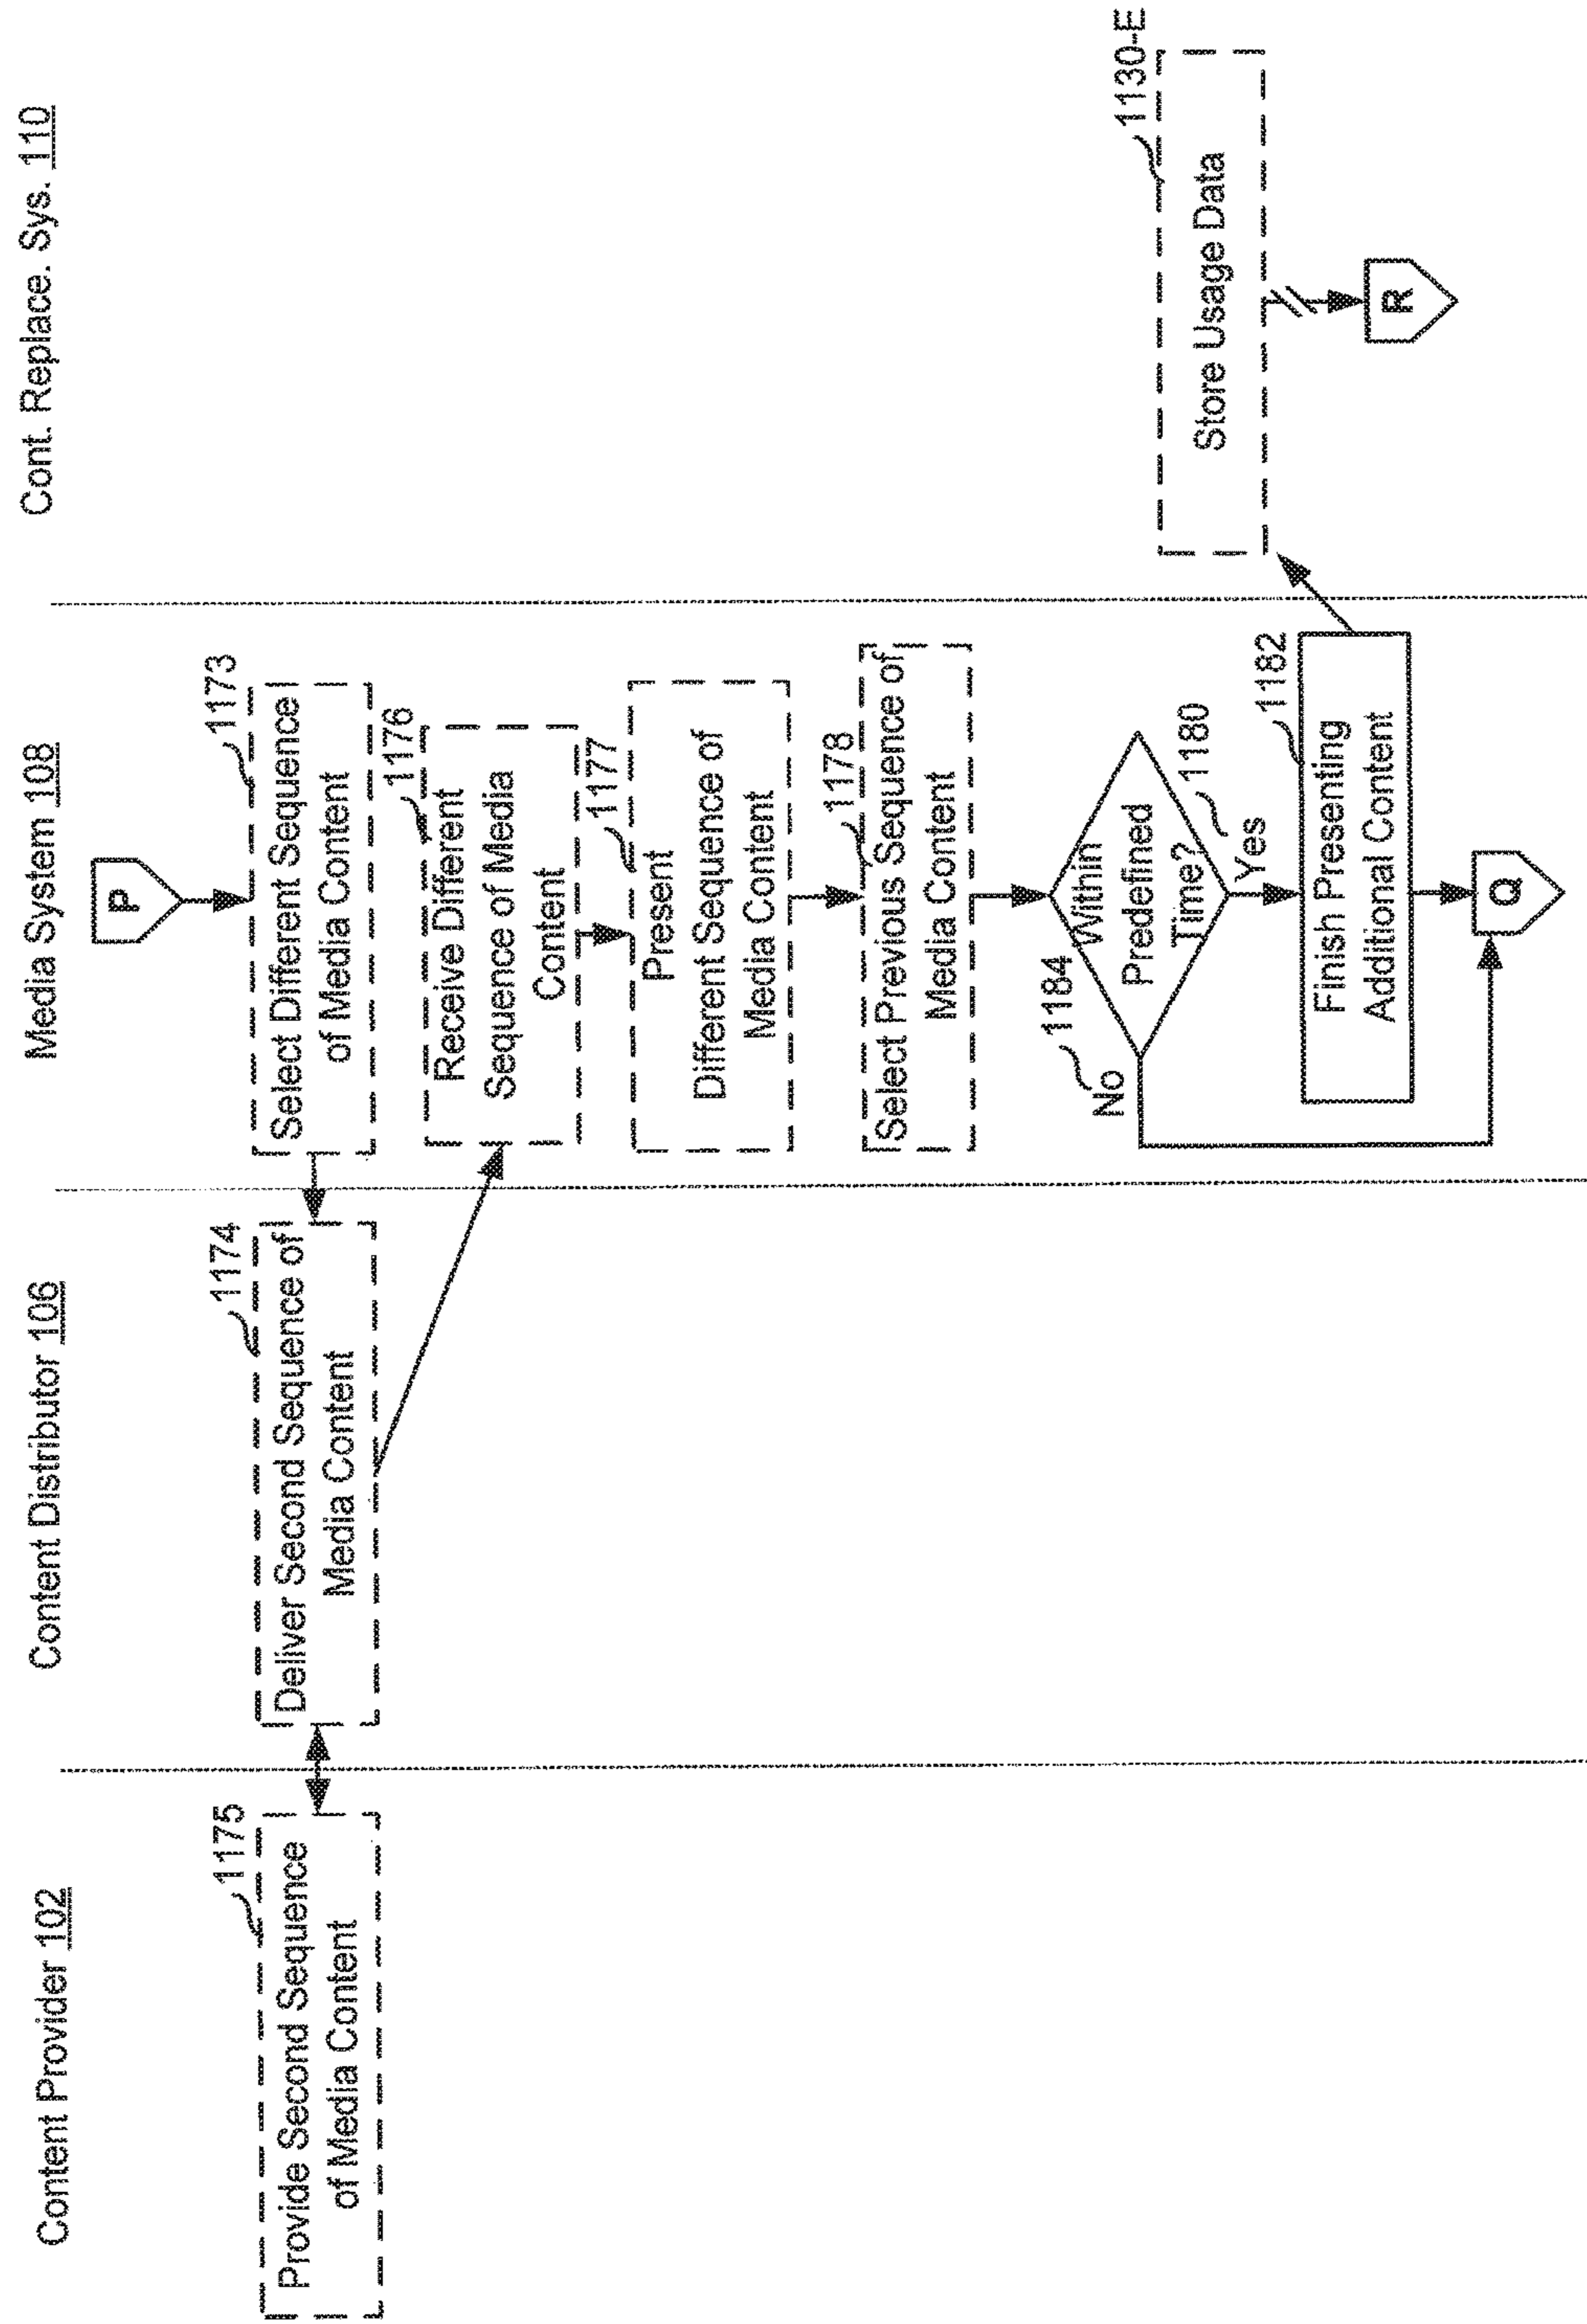 Content Provider 102
Content Distributor 106
Media System 108
Cont. Replace. Sys. 110
P
1173
Select Different Sequence
of Media Content
1174
Deliver Second Sequence of
Media Content
1175
Provide Second Sequence
of Media Content
1176
Receive Different
Sequence of Media
Content
1177
Present
Different Sequence of
Media Content
1178
Select Previous Sequence of
Media Content
Within
Predefined
Time?
1184
No
1180
Yes
1182
Finish Presenting
Additional Content
Q
1130-E
Store Usage Data
R